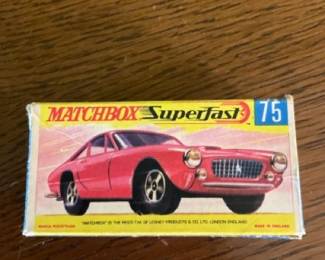 MATCHBOX Superfast 75
"MATCHBOX" IS THE REGD T.M. OF LESNEY PRODUCTS & CO. LTD. LONDON ENGLAND
MADE IN ENGLAND